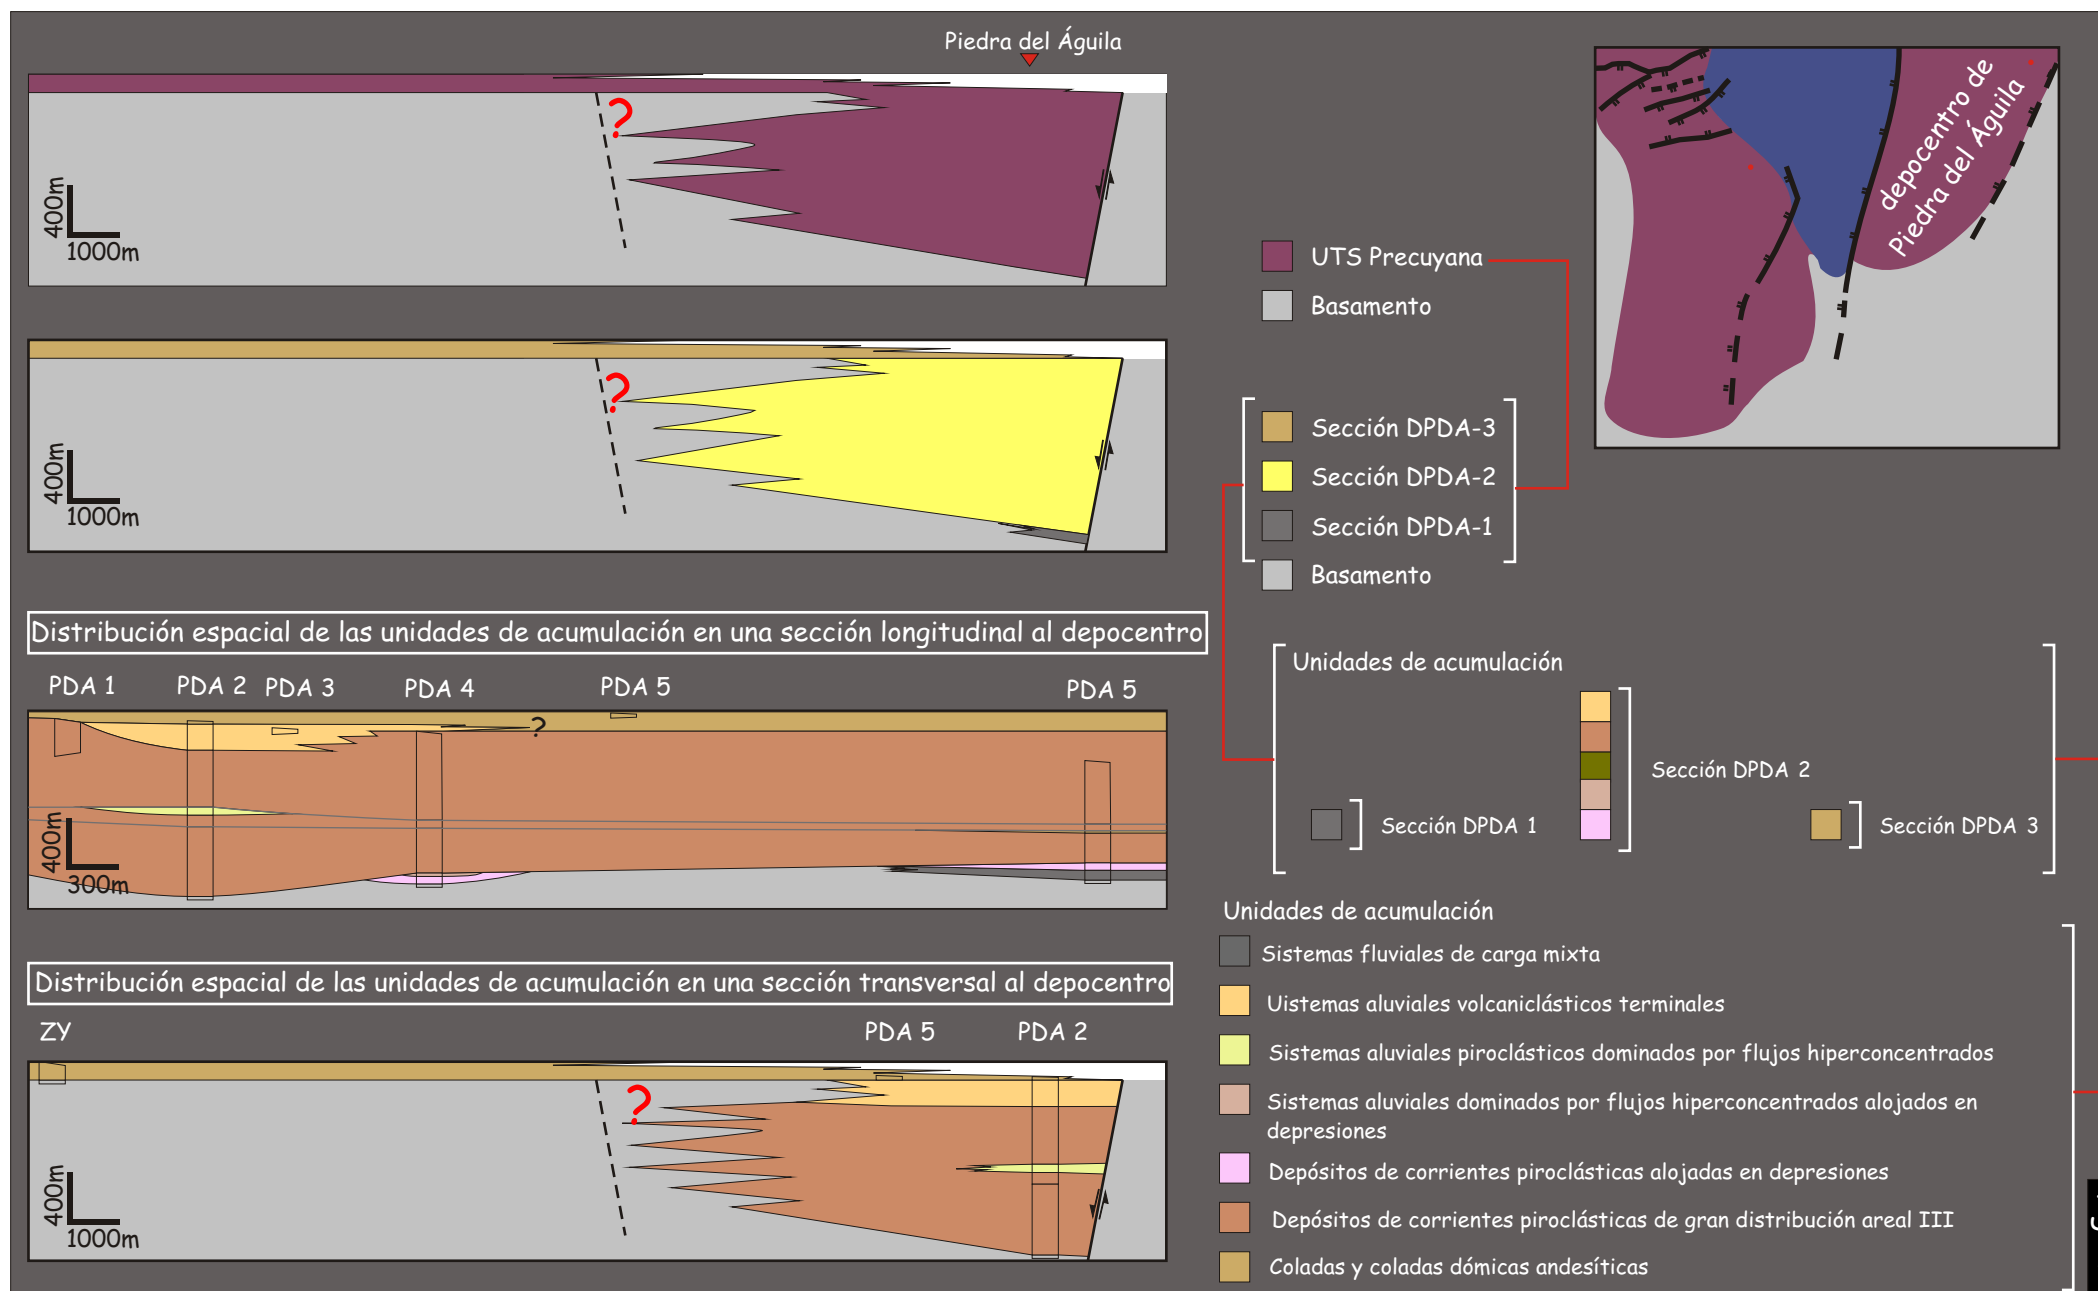 Piedra del Águila
?
400m
1000m
depocentro de
Piedra del Águila
UTS Precuyana
Basamento
?
400m
1000m
Sección DPDA-3
Sección DPDA-2
Sección DPDA-1
Basamento
Distribución espacial de las unidades de acumulación en una sección longitudinal al depocentro
PDA 1
PDA 2
PDA 3
PDA 4
PDA 5
PDA 5
?
400m
300m
Unidades de acumulación
Sección DPDA 1
Sección DPDA 2
Sección DPDA 3
Distribución espacial de las unidades de acumulación en una sección transversal al depocentro
ZY
PDA 5
PDA 2
?
400m
1000m
Unidades de acumulación
Sistemas fluviales de carga mixta
Uistemas aluviales volcaniclásticos terminales
Sistemas aluviales piroclásticos dominados por flujos hiperconcentrados
Sistemas aluviales dominados por flujos hiperconcentrados alojados en
depresiones
Depósitos de corrientes piroclásticas alojadas en depresiones
Depósitos de corrientes piroclásticas de gran distribución areal III
Coladas y coladas dómicas andesíticas